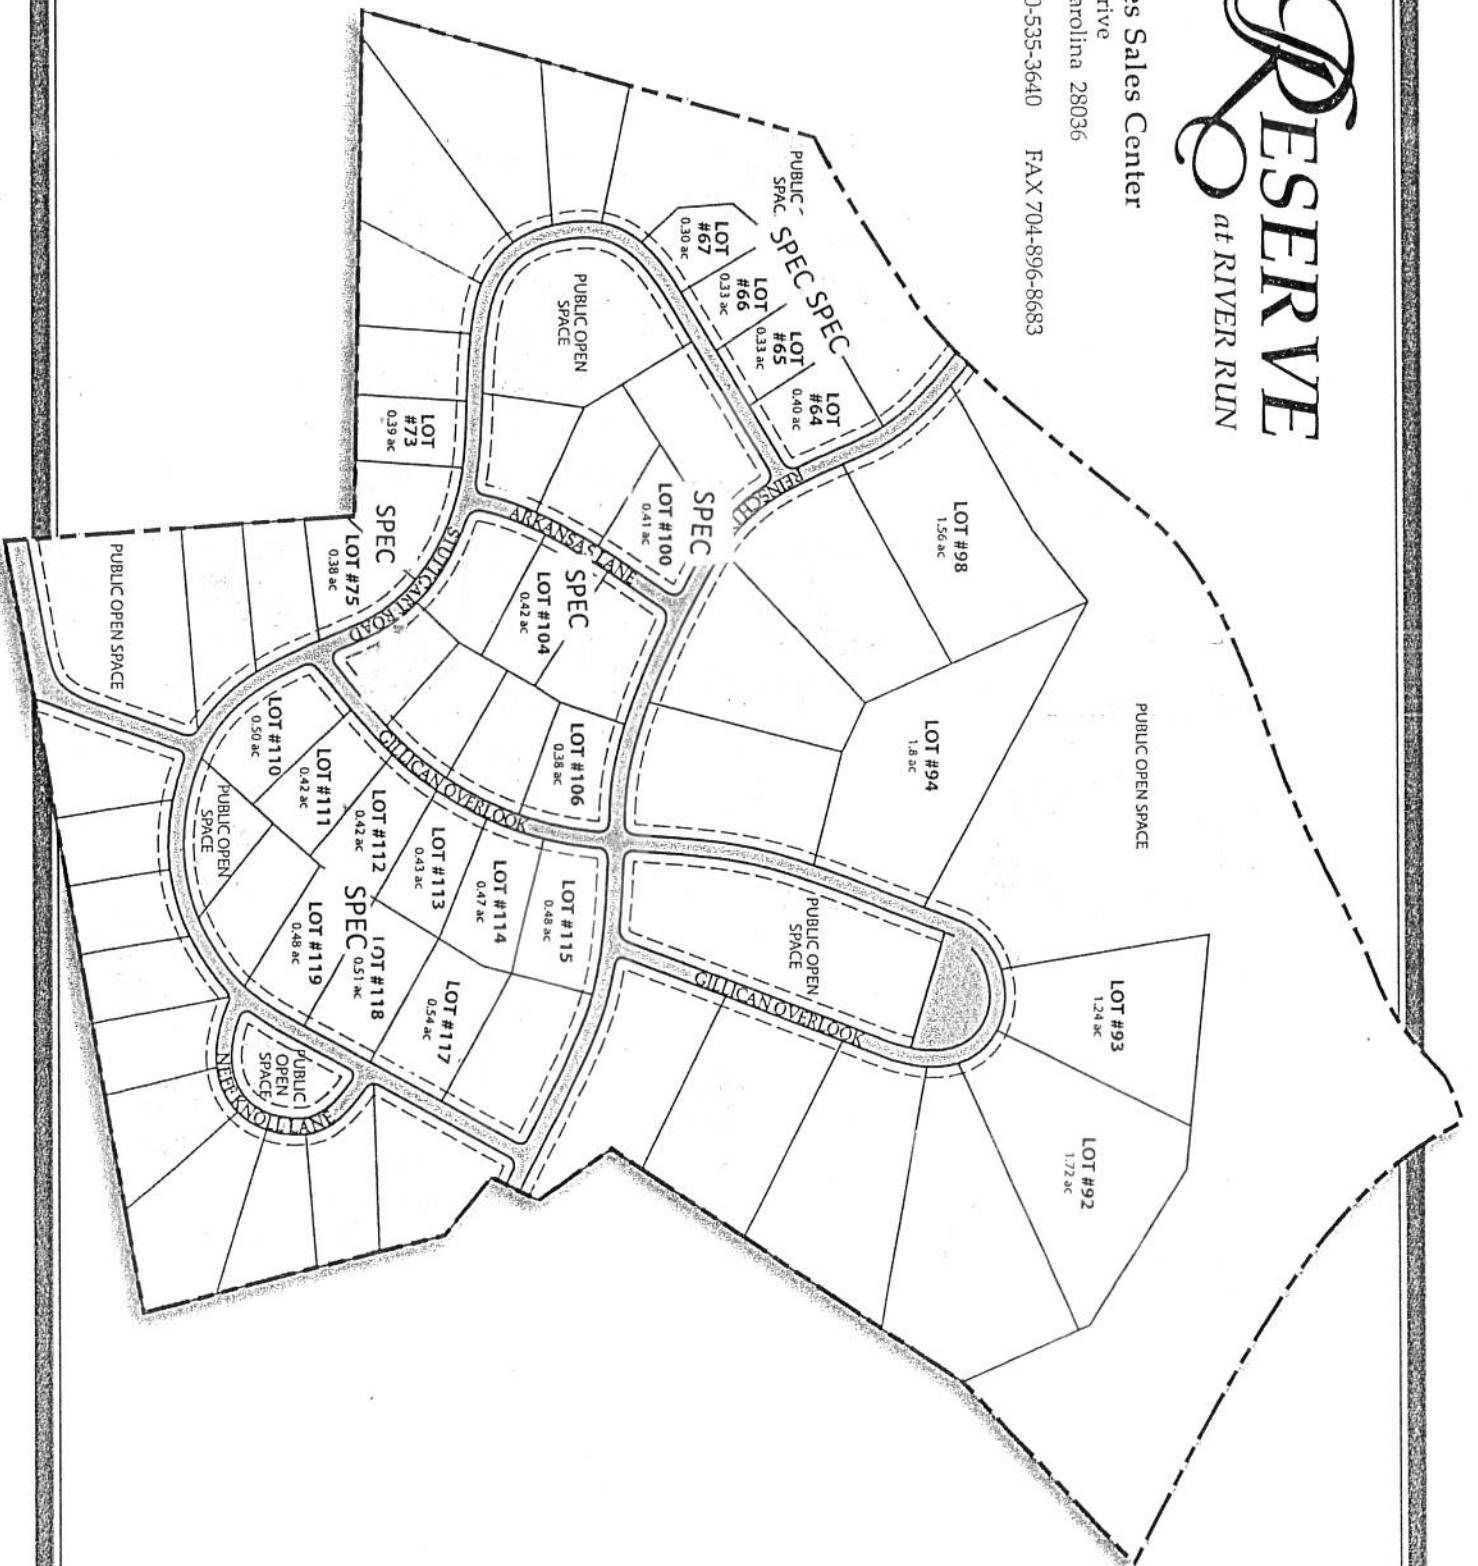 RESERVE
at RIVER RUN
es Sales Center
rive
arolina 28036
0-535-3640 FAX 704-896-8683
PUBLIC
SPAC
SPEC
SPEC
LOT
#67
0.30 ac
LOT
#66
0.33 ac
LOT
#65
0.33 ac
LOT
#64
0.40 ac
REINSCH
LOT #98
1.56 ac
PUBLIC OPEN SPACE
LOT #94
1.8 ac
LOT #93
1.24 ac
LOT #92
1.72 ac
PUBLIC OPEN
SPACE
GILLICAN OVERLOOK
PUBLIC OPEN
SPACE
LOT
#73
0.39 ac
SPEC
LOT #75
0.38 ac
STUTTGART ROAD
ARKANSAS LANE
SPEC
LOT #100
0.41 ac
SPEC
LOT #104
0.42 ac
LOT #106
0.38 ac
GILLICAN OVERLOOK
LOT #110
0.50 ac
LOT #111
0.42 ac
LOT #112
0.42 ac
LOT #113
0.43 ac
LOT #114
0.47 ac
LOT #115
0.48 ac
LOT #117
0.54 ac
SPEC
LOT #118
0.51 ac
LOT #119
0.48 ac
PUBLIC OPEN
SPACE
PUBLIC OPEN SPACE
PUBLIC
OPEN
SPACE
NEFF KNOLL LANE